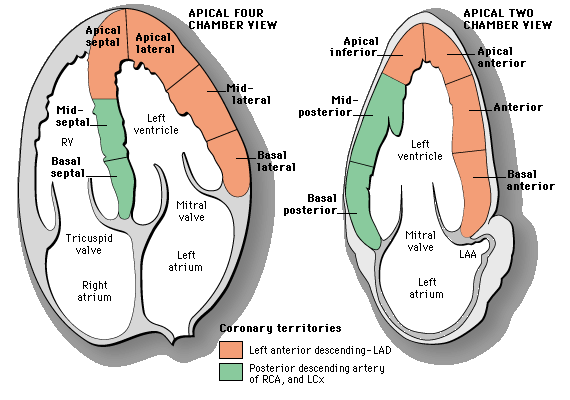 APICAL FOUR
CHAMBER VIEW
Apical
septal
Apical
lateral
Mid-
lateral
Mid-
septal
Left
ventricle
RV
Basal
septal
Basal
lateral
Mitral
valve
Tricuspid
valve
Left
atrium
Right
atrium
APICAL TWO
CHAMBER VIEW
Apical
inferior
Apical
anterior
Mid-
posterior
Anterior
Left
ventricle
Basal
anterior
Basal
posterior
Mitral
valve
LAA
Left
atrium
Coronary territories
Left anterior descending-LAD
Posterior descending artery
of RCA, and LCx